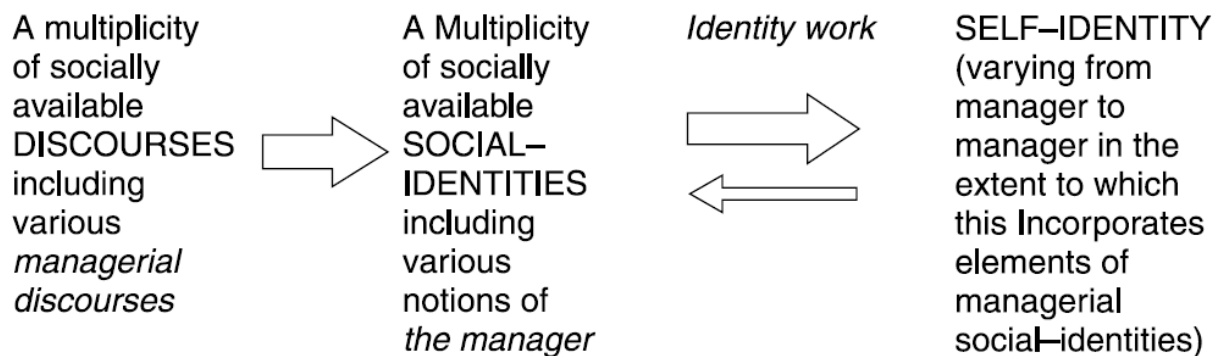 A multiplicity
of socially
available
DISCOURSES
including
various
managerial
discourses
A Multiplicity
of socially
available
SOCIAL–
IDENTITIES
including
various
notions of
the manager
Identity work
SELF–IDENTITY
(varying from
manager to
manager in the
extent to which
this Incorporates
elements of
managerial
social–identities)